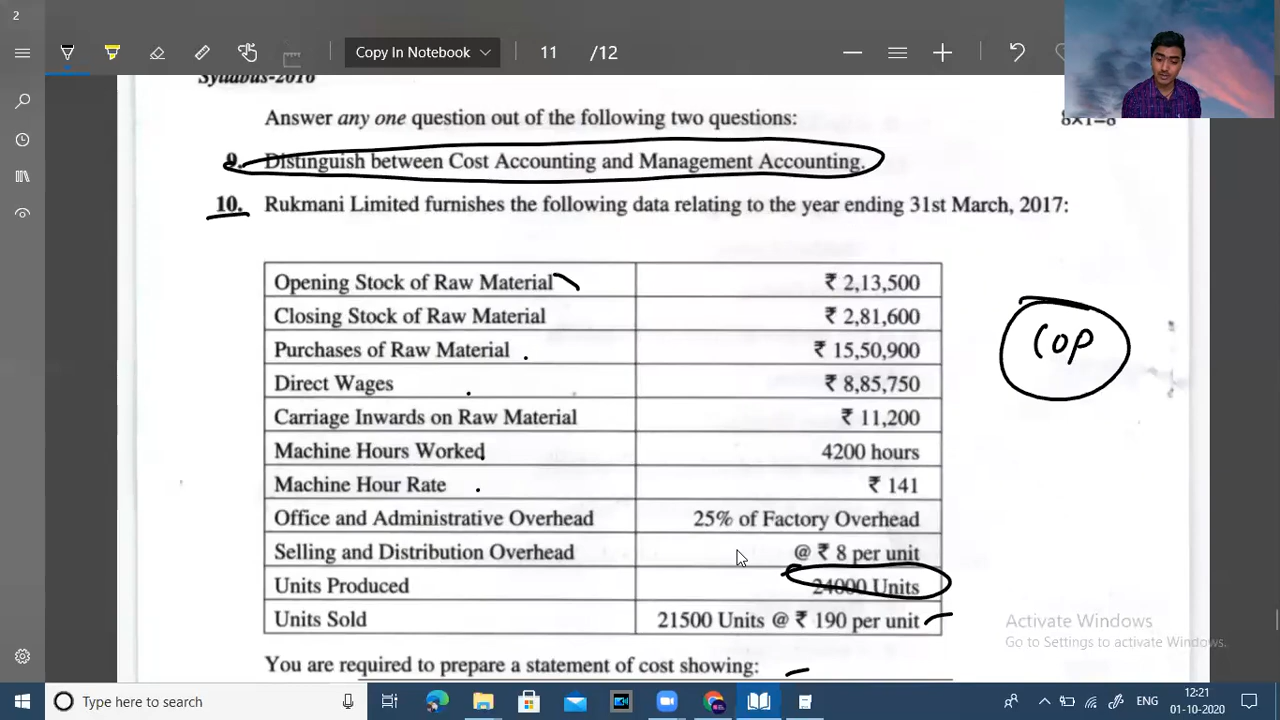 2
Copy In Notebook
11 /12
Syllabus-2016
Answer any one question out of the following two questions: 8×1=8
9. Distinguish between Cost Accounting and Management Accounting.
10. Rukmani Limited furnishes the following data relating to the year ending 31st March, 2017:
Opening Stock of Raw Material ₹ 2,13,500
Closing Stock of Raw Material ₹ 2,81,600
Purchases of Raw Material ₹ 15,50,900
Direct Wages ₹ 8,85,750
Carriage Inwards on Raw Material ₹ 11,200
Machine Hours Worked 4200 hours
Machine Hour Rate ₹ 141
Office and Administrative Overhead 25% of Factory Overhead
Selling and Distribution Overhead @ ₹ 8 per unit
Units Produced 24000 Units
Units Sold 21500 Units @ ₹ 190 per unit
COP
You are required to prepare a statement of cost showing:
Activate Windows
Go to Settings to activate Windows.
Type here to search
ENG
12:21
01-10-2020